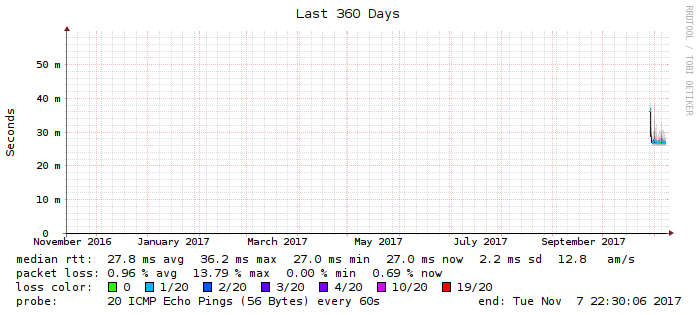 Last 360 Days
RRDTOOL / TOBI OETIKER
Seconds
50 m
40 m
30 m
20 m
10 m
0
November 2016 January 2017 March 2017 May 2017 July 2017 September 2017
median rtt: 27.8 ms avg 36.2 ms max 27.0 ms min 27.0 ms now 2.2 ms sd 12.8 am/s
packet loss: 0.96 % avg 13.79 % max 0.00 % min 0.69 % now
loss color: 0 1/20 2/20 3/20 4/20 10/20 19/20
probe: 20 ICMP Echo Pings (56 Bytes) every 60s end: Tue Nov 7 22:30:06 2017